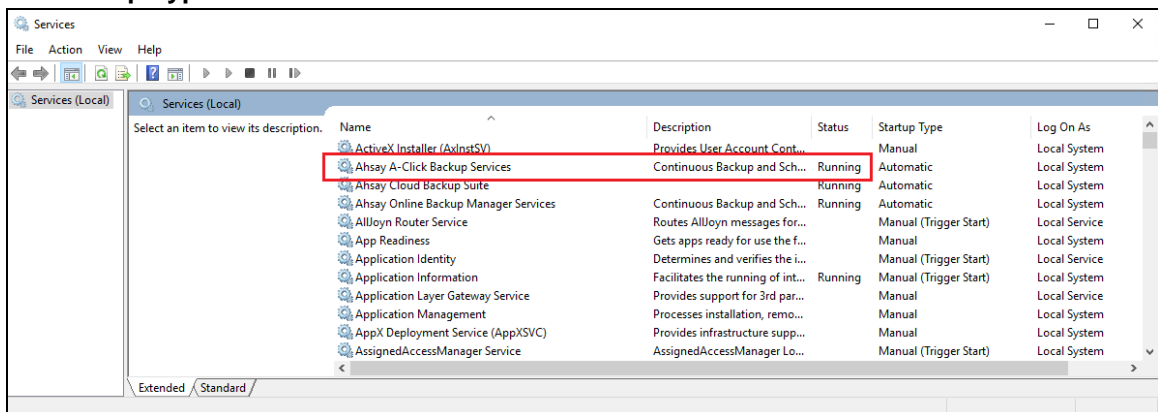 Services
File Action View Help
Services (Local)
Services (Local)
Select an item to view its description.
Name Description Status Startup Type Log On As
ActiveX Installer (AxInstSV) Provides User Account Cont... Manual Local System
Ahsay A-Click Backup Services Continuous Backup and Sch... Running Automatic Local System
Ahsay Cloud Backup Suite Running Automatic Local System
Ahsay Online Backup Manager Services Continuous Backup and Sch... Running Automatic Local System
AllJoyn Router Service Routes AllJoyn messages for... Manual (Trigger Start) Local Service
App Readiness Gets apps ready for use the f... Manual Local System
Application Identity Determines and verifies the i... Manual (Trigger Start) Local Service
Application Information Facilitates the running of int... Running Manual (Trigger Start) Local System
Application Layer Gateway Service Provides support for 3rd par... Manual Local Service
Application Management Processes installation, remo... Manual Local System
AppX Deployment Service (AppXSVC) Provides infrastructure supp... Manual Local System
AssignedAccessManager Service AssignedAccessManager Lo... Manual (Trigger Start) Local System
Extended Standard